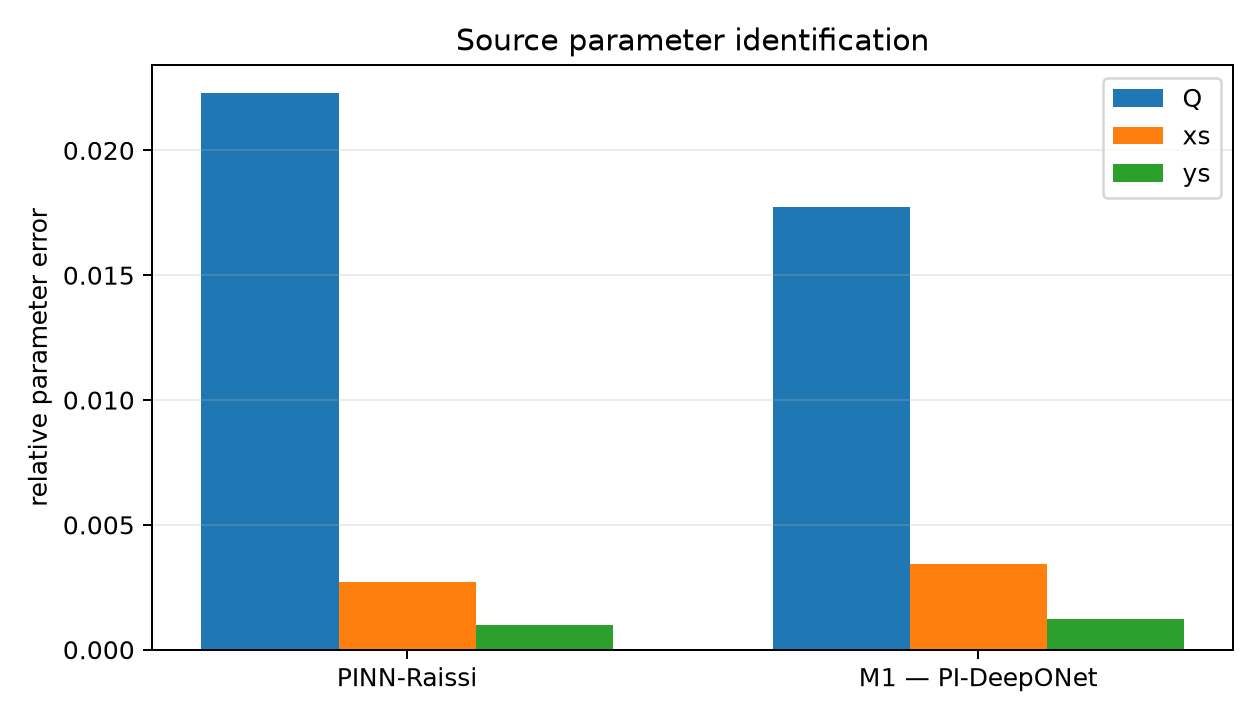 Source parameter identification
Q
xs
ys
relative parameter error
0.020
0.015
0.010
0.005
0.000
PINN-Raissi
M1 — PI-DeepONet